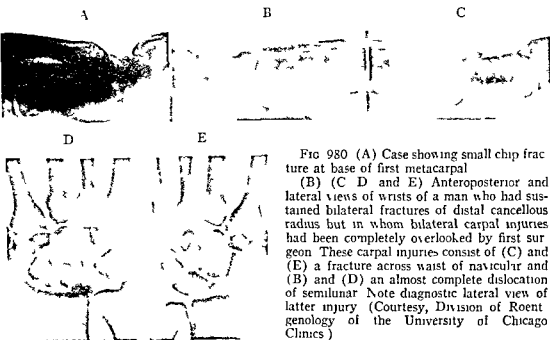 A
B
C
D
E
FIG 980 (A) Case showing small chip frac
ture at base of first metacarpal
(B) (C D and E) Anteroposterior and
lateral views of wrists of a man who had sus-
tained bilateral fractures of distal cancellous
radius but in whom bilateral carpal injuries
had been completely overlooked by first sur
geon These carpal injuries consist of (C) and
(E) a fracture across waist of navicular and
(B) and (D) an almost complete dislocation
of semilunar Note diagnostic lateral view of
latter injury (Courtesy, Division of Roent
genology of the University of Chicago
Clinics )